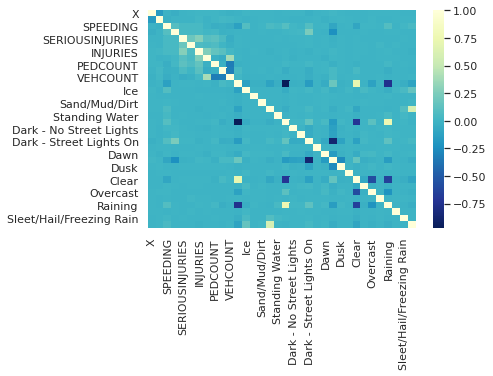 X
SPEEDING
SERIOUSINJURIES
INJURIES
PEDCOUNT
VEHCOUNT
Ice
Sand/Mud/Dirt
Standing Water
Dark - No Street Lights
Dark - Street Lights On
Dawn
Dusk
Clear
Overcast
Raining
Sleet/Hail/Freezing Rain
X
SPEEDING
SERIOUSINJURIES
INJURIES
PEDCOUNT
VEHCOUNT
Ice
Sand/Mud/Dirt
Standing Water
Dark - No Street Lights
Dark - Street Lights On
Dawn
Dusk
Clear
Overcast
Raining
Sleet/Hail/Freezing Rain
1.00
0.75
0.50
0.25
0.00
−0.25
−0.50
−0.75